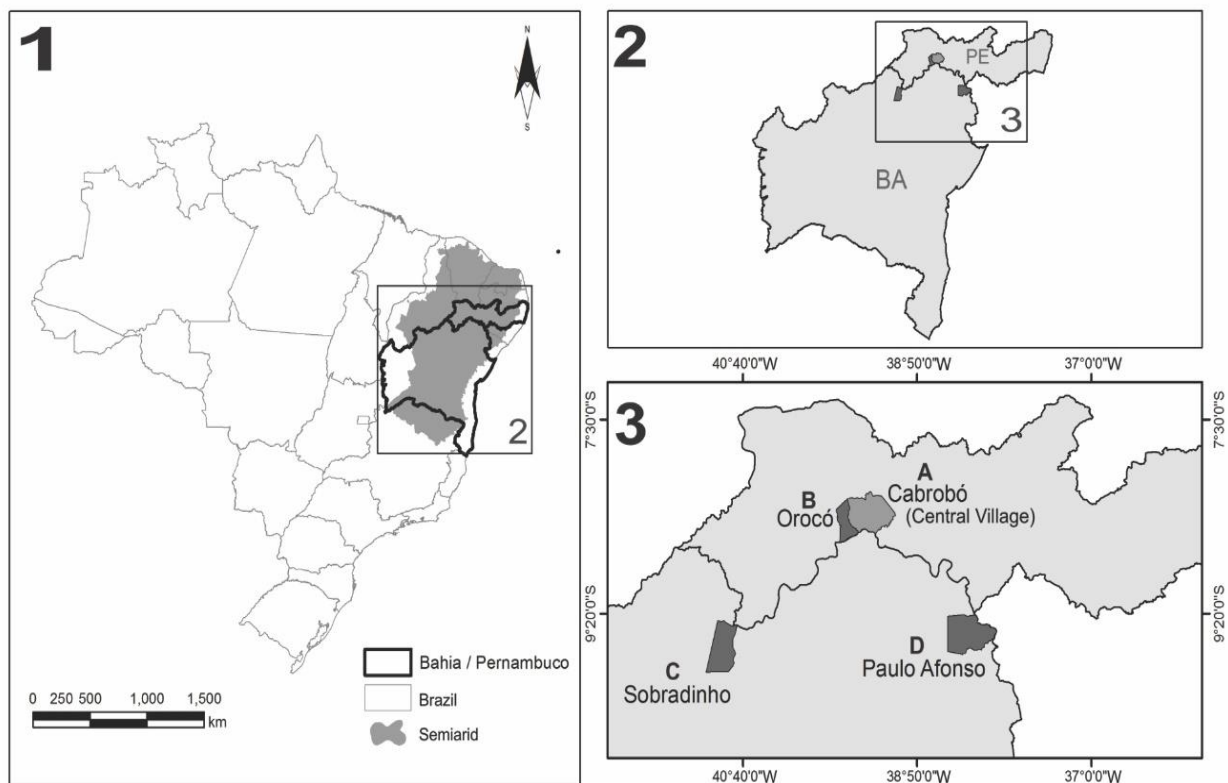 1
N
S
2
Bahia / Pernambuco
Brazil
Semiarid
0 250 500 1,000 1,500
km
2
PE
3
BA
40°40'0"W 38°50'0"W 37°0'0"W
3
7°30'0"S
7°30'0"S
A
Cabrobó
(Central Village)
B
Orocó
9°20'0"S
9°20'0"S
C
Sobradinho
D
Paulo Afonso
40°40'0"W 38°50'0"W 37°0'0"W